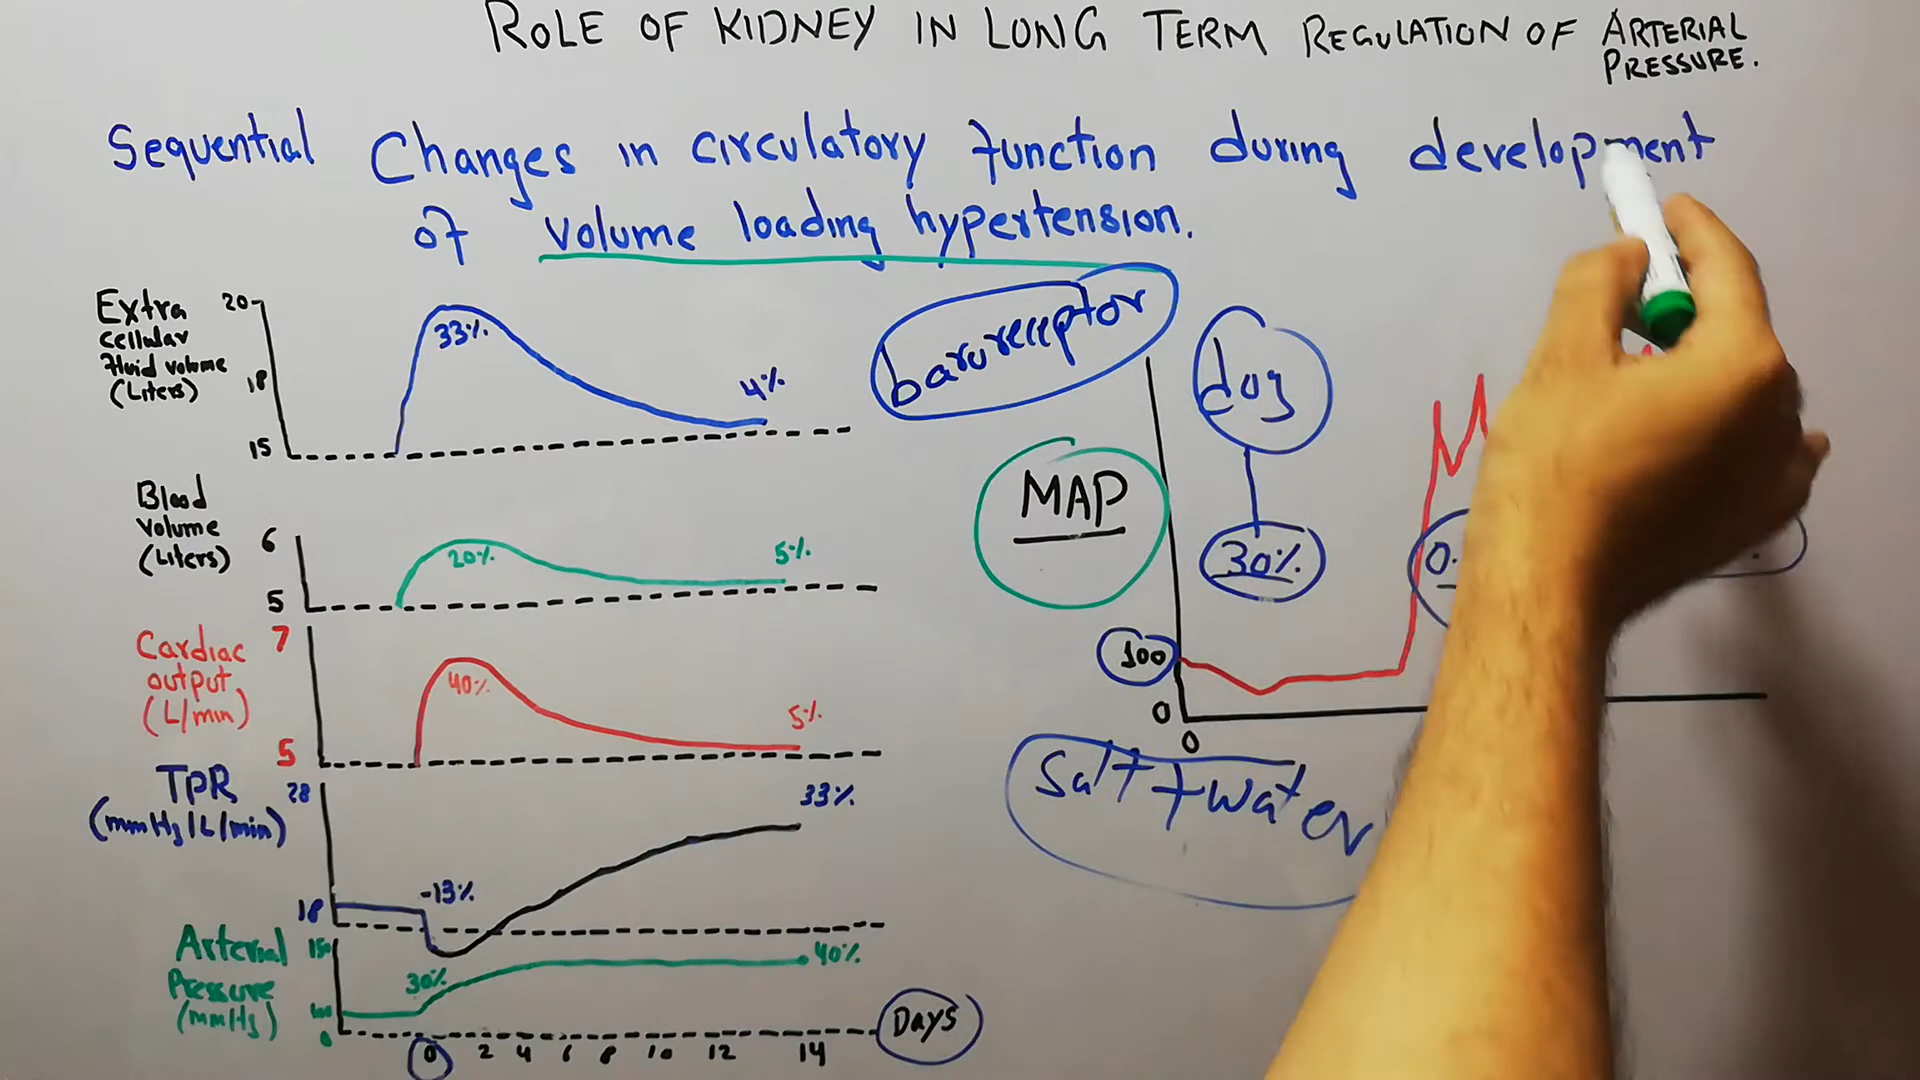 ROLE OF KIDNEY IN LONG TERM REGULATION OF ARTERIAL
PRESSURE.
Sequential Changes in circulatory function during development
of volume loading hypertension.
Extra
Cellular
fluid volume
(Liters)
20
18
15
33%
4%
Blood
Volume
(Liters)
6
5
20%
5%
Cardiac
output
(L/min)
7
5
40%
5%
TPR
(mmHg/L/min)
28
18
-13%
33%
Arterial
Pressure
(mmHg)
150
100
0
30%
40%
0 2 4 6 8 10 12 14
Days
baroreceptor
dog
30%
MAP
100
0
0
0.
Salt + water